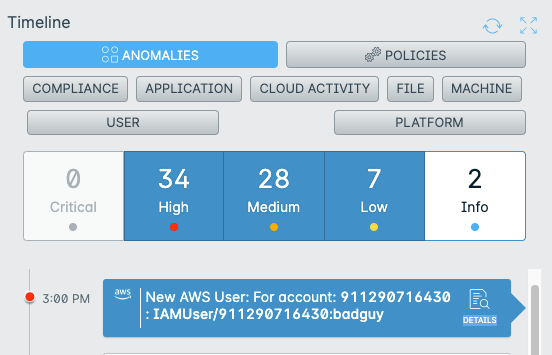 Timeline
ANOMALIES
POLICIES
COMPLIANCE
APPLICATION
CLOUD ACTIVITY
FILE
MACHINE
USER
PLATFORM
0
34
28
7
2
Critical
High
Medium
Low
Info
3:00 PM
aws
New AWS User: For account: 911290716430
: IAMUser/911290716430:badguy
DETAILS